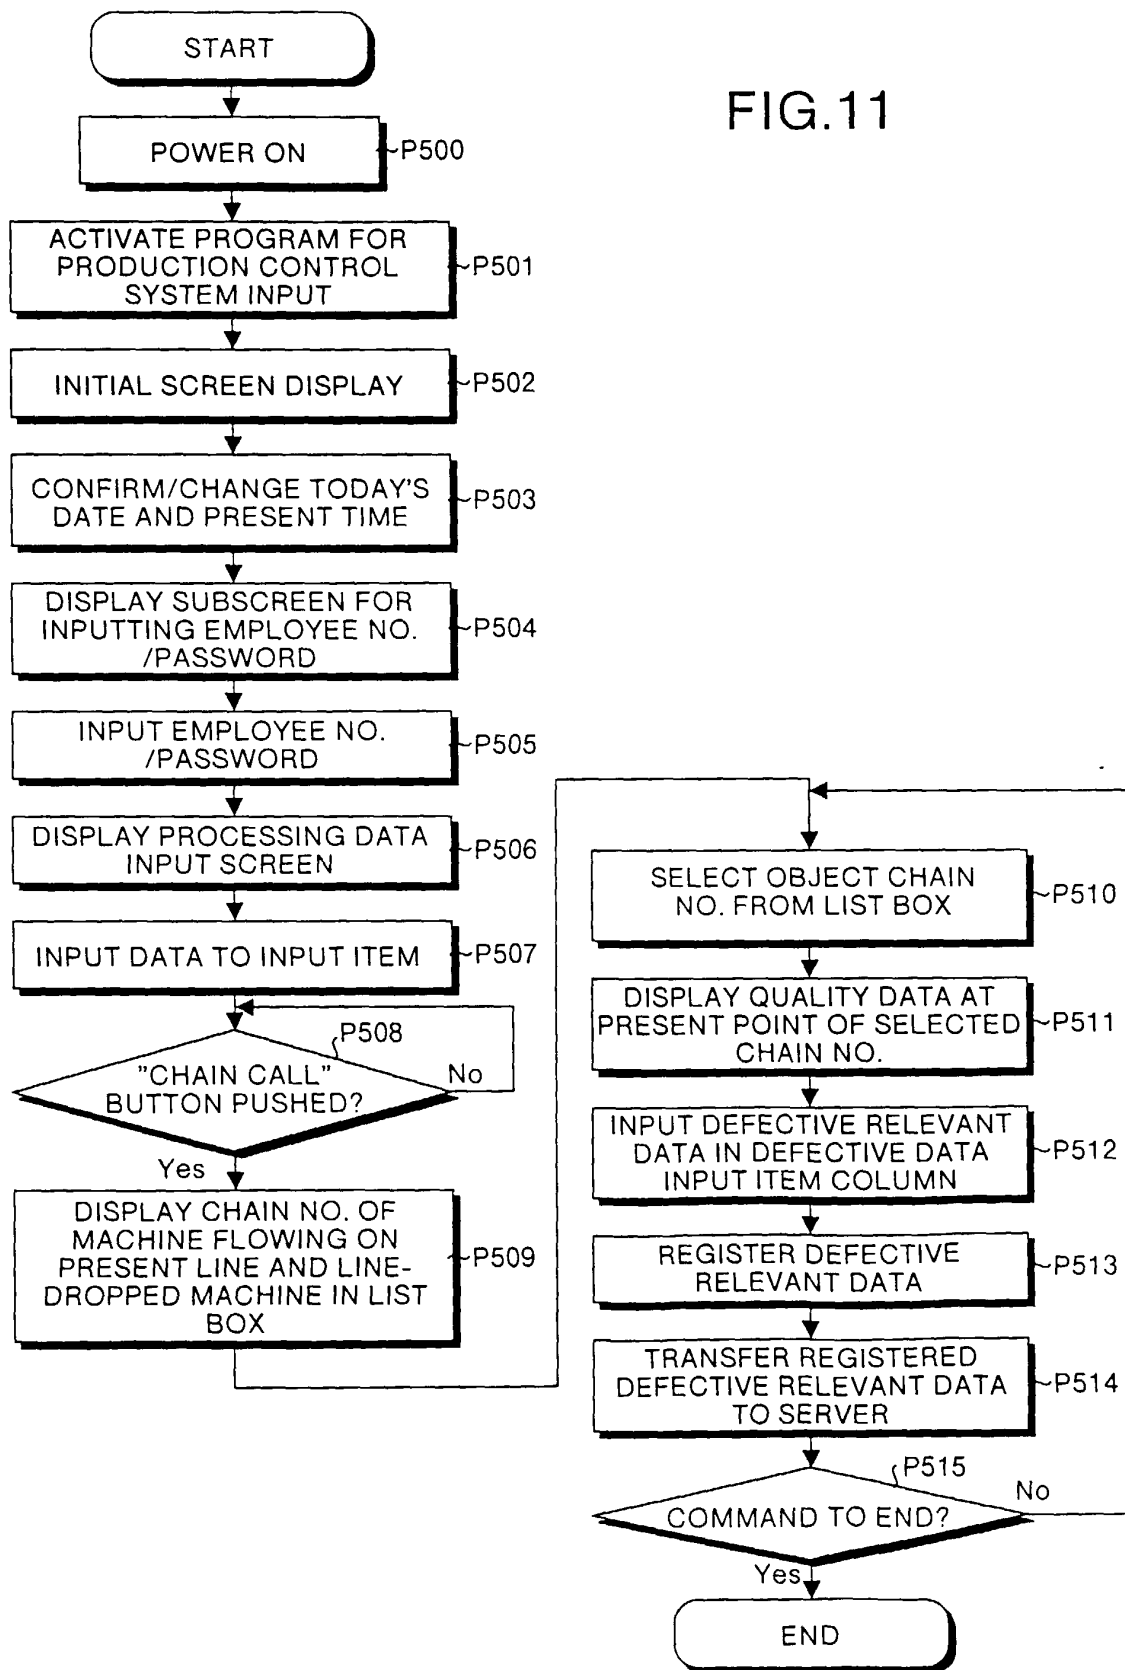 FIG.11
START
POWER ON
P500
ACTIVATE PROGRAM FOR
PRODUCTION CONTROL
SYSTEM INPUT
P501
INITIAL SCREEN DISPLAY
P502
CONFIRM/CHANGE TODAY'S
DATE AND PRESENT TIME
P503
DISPLAY SUBSCREEN FOR
INPUTTING EMPLOYEE NO.
/PASSWORD
P504
INPUT EMPLOYEE NO.
/PASSWORD
P505
DISPLAY PROCESSING DATA
INPUT SCREEN
P506
INPUT DATA TO INPUT ITEM
P507
P508
"CHAIN CALL"
BUTTON PUSHED?
No
Yes
DISPLAY CHAIN NO. OF
MACHINE FLOWING ON
PRESENT LINE AND LINE-
DROPPED MACHINE IN LIST
BOX
P509
SELECT OBJECT CHAIN
NO. FROM LIST BOX
P510
DISPLAY QUALITY DATA AT
PRESENT POINT OF SELECTED
CHAIN NO.
P511
INPUT DEFECTIVE RELEVANT
DATA IN DEFECTIVE DATA
INPUT ITEM COLUMN
P512
REGISTER DEFECTIVE
RELEVANT DATA
P513
TRANSFER REGISTERED
DEFECTIVE RELEVANT DATA
TO SERVER
P514
P515
COMMAND TO END?
No
Yes
END